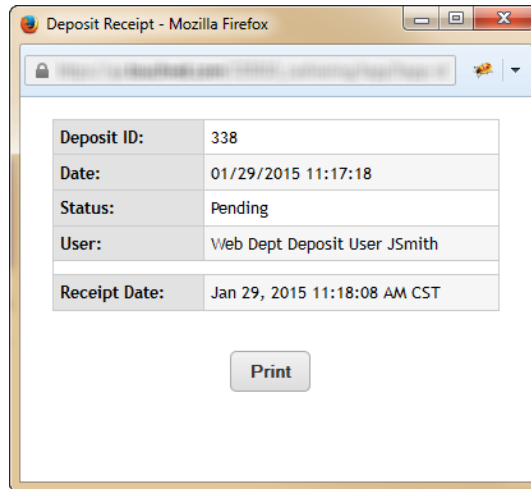 Deposit Receipt - Mozilla Firefox
Deposit ID: 338
Date: 01/29/2015 11:17:18
Status: Pending
User: Web Dept Deposit User JSmith
Receipt Date: Jan 29, 2015 11:18:08 AM CST
Print